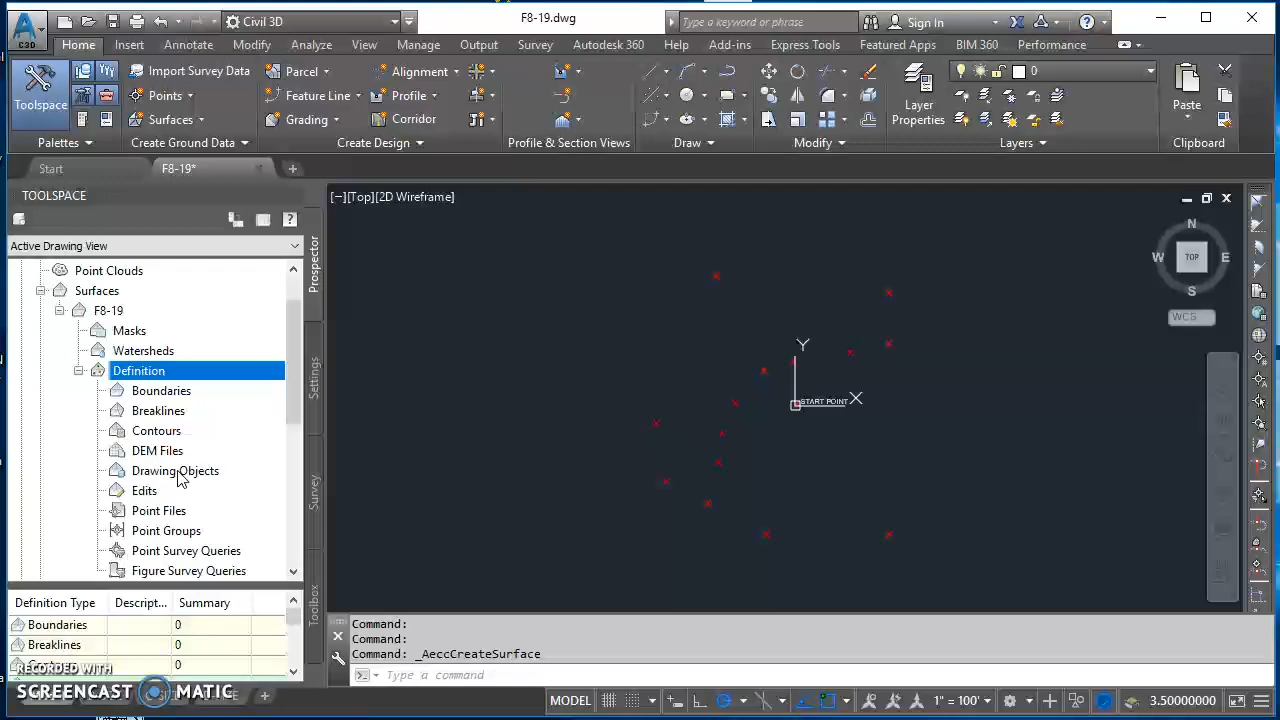 C3D
Civil 3D
F8-19.dwg
Type a keyword or phrase
Sign In
Home Insert Annotate Modify Analyze View Manage Output Survey Autodesk 360 Help Add-ins Express Tools Featured Apps BIM 360 Performance
Toolspace
Import Survey Data
Points
Surfaces
Parcel
Feature Line
Grading
Alignment
Profile
Corridor
Layer
Properties
0
Paste
Palettes Create Ground Data Create Design Profile & Section Views Draw Modify Layers Clipboard
Start F8-19*
TOOLSPACE
Active Drawing View
Point Clouds
Surfaces
F8-19
Masks
Watersheds
Definition
Boundaries
Breaklines
Contours
DEM Files
Drawing Objects
Edits
Point Files
Point Groups
Point Survey Queries
Figure Survey Queries
Prospector
Settings
Survey
Toolbox
Definition Type Descript... Summary
Boundaries 0
Breaklines 0
0
[−][Top][2D Wireframe]
N
W TOP E
S
WCS
Y
START POINT X
Command:
Command:
Command: _AeccCreateSurface
Type a command
RECORDED WITH
SCREENCAST MATIC
MODEL 1" = 100' 3.50000000